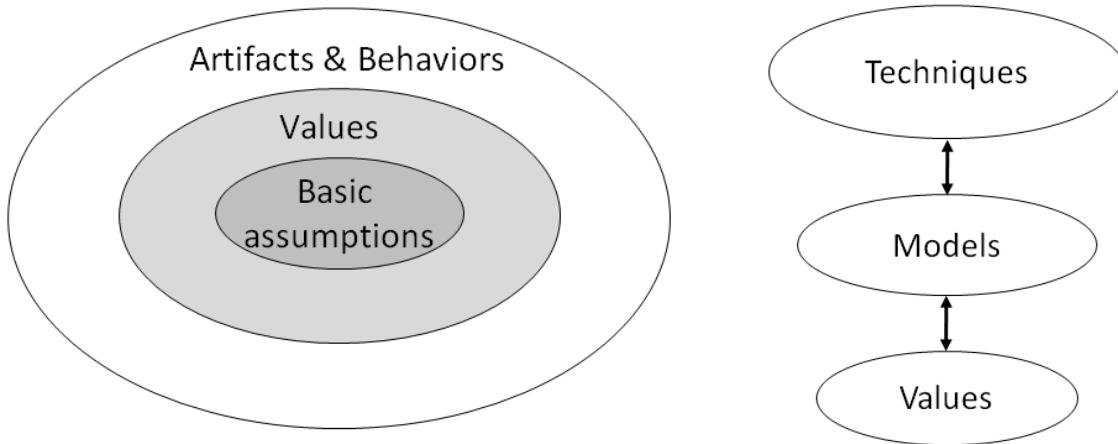 Artifacts & Behaviors
Values
Basic
assumptions
Techniques
Models
Values